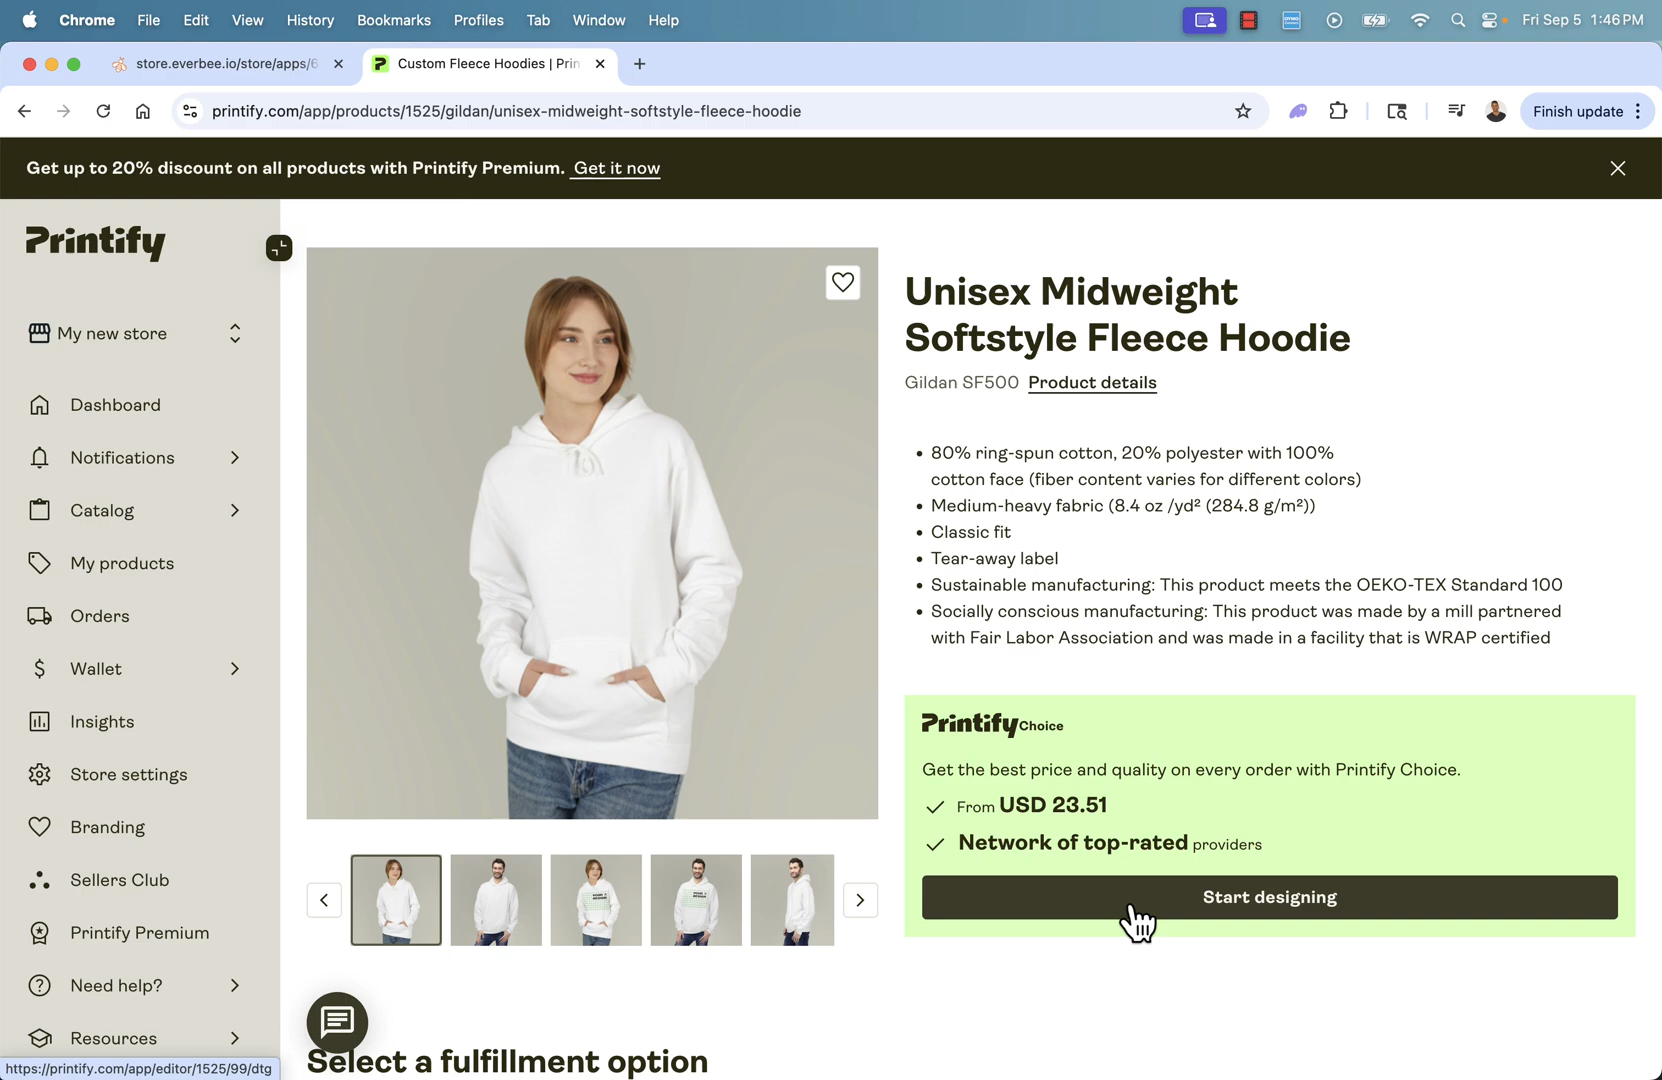 Chrome File Edit View History Bookmarks Profiles Tab Window Help Fri Sep 5 1:46 PM
store.everbee.io/store/apps/6 Custom Fleece Hoodies | Prin
printify.com/app/products/1525/gildan/unisex-midweight-softstyle-fleece-hoodie Finish update
Get up to 20% discount on all products with Printify Premium. Get it now
Printify
My new store
Dashboard
Notifications
Catalog
My products
Orders
Wallet
Insights
Store settings
Branding
Sellers Club
Printify Premium
Need help?
Resources
https://printify.com/app/editor/1525/99/dtg
Unisex Midweight
Softstyle Fleece Hoodie
Gildan SF500 Product details
• 80% ring-spun cotton, 20% polyester with 100%
cotton face (fiber content varies for different colors)
• Medium-heavy fabric (8.4 oz /yd² (284.8 g/m²))
• Classic fit
• Tear-away label
• Sustainable manufacturing: This product meets the OEKO-TEX Standard 100
• Socially conscious manufacturing: This product was made by a mill partnered
with Fair Labor Association and was made in a facility that is WRAP certified
Printify Choice
Get the best price and quality on every order with Printify Choice.
From USD 23.51
Network of top-rated providers
Start designing
Select a fulfillment option